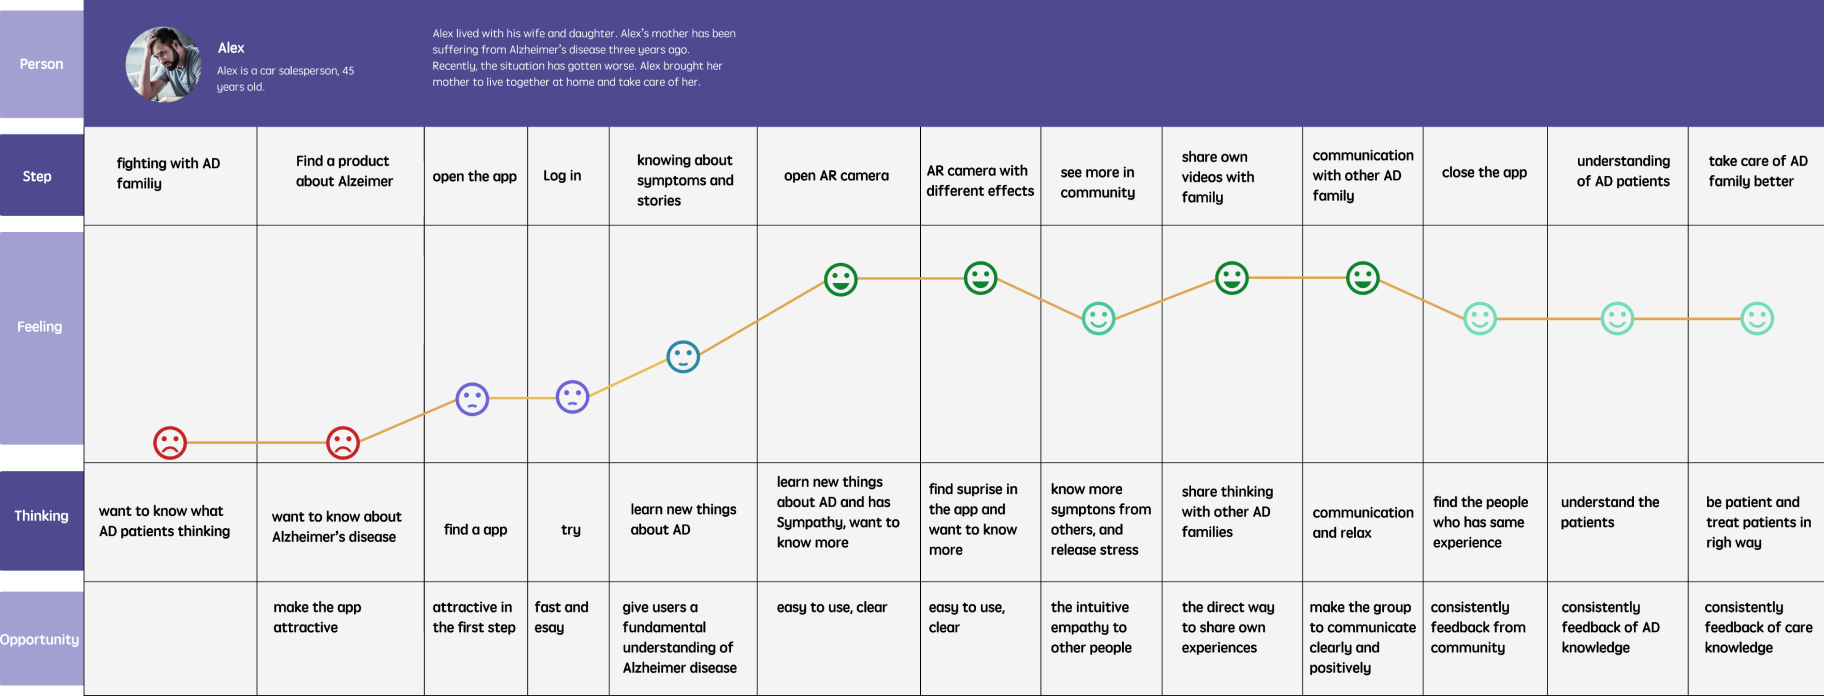 Person
Alex
Alex is a car salesperson, 45
years old.
Alex lived with his wife and daughter. Alex's mother has been
suffering from Alzheimer's disease three years ago.
Recently, the situation has gotten worse. Alex brought her
mother to live together at home and take care of her.
Step
fighting with AD
familiy
Find a product
about Alzeimer
open the app
Log in
knowing about
symptoms and
stories
open AR camera
AR camera with
different effects
see more in
community
share own
videos with
family
communication
with other AD
family
close the app
understanding
of AD patients
take care of AD
family better
Feeling
Thinking
want to know what
AD patients thinking
want to know about
Alzheimer's disease
find a app
try
learn new things
about AD
learn new things
about AD and has
Sympathy, want to
know more
find suprise in
the app and
want to know
more
know more
symptons from
others, and
release stress
share thinking
with other AD
families
communication
and relax
find the people
who has same
experience
understand the
patients
be patient and
treat patients in
righ way
Opportunity
make the app
attractive
attractive in
the first step
fast and
esay
give users a
fundamental
understanding of
Alzheimer disease
easy to use, clear
easy to use,
clear
the intuitive
empathy to
other people
the direct way
to share own
experiences
make the group
to communicate
clearly and
positively
consistently
feedback from
community
consistently
feedback of AD
knowledge
consistently
feedback of care
knowledge